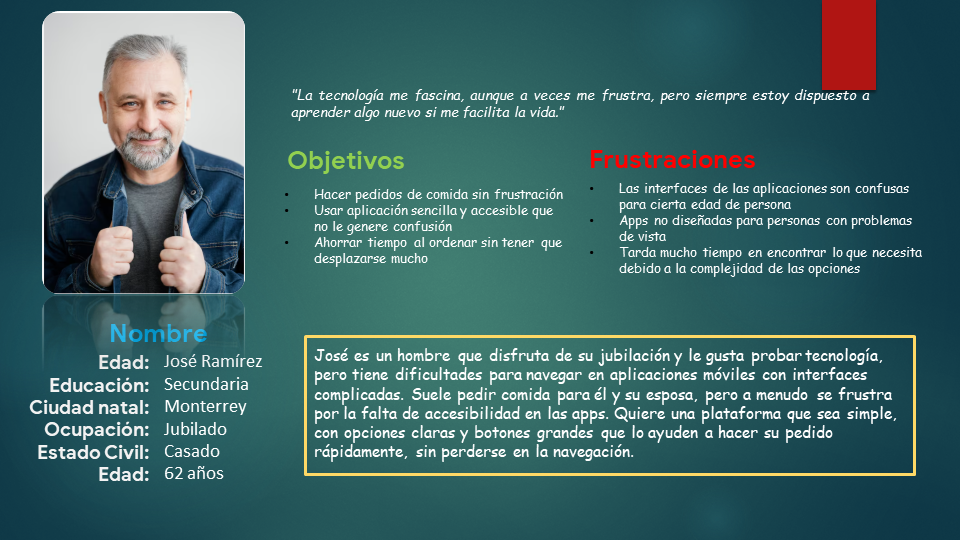 "La tecnología me fascina, aunque a veces me frustra, pero siempre estoy dispuesto a
aprender algo nuevo si me facilita la vida."
Objetivos
• Hacer pedidos de comida sin frustración
• Usar aplicación sencilla y accesible que
no le genere confusión
• Ahorrar tiempo al ordenar sin tener que
desplazarse mucho
Frustraciones
• Las interfaces de las aplicaciones son confusas
para cierta edad de persona
• Apps no diseñadas para personas con problemas
de vista
• Tarda mucho tiempo en encontrar lo que necesita
debido a la complejidad de las opciones
Nombre
Edad: José Ramírez
Educación: Secundaria
Ciudad natal: Monterrey
Ocupación: Jubilado
Estado Civil: Casado
Edad: 62 años
José es un hombre que disfruta de su jubilación y le gusta probar tecnología,
pero tiene dificultades para navegar en aplicaciones móviles con interfaces
complicadas. Suele pedir comida para él y su esposa, pero a menudo se frustra
por la falta de accesibilidad en las apps. Quiere una plataforma que sea simple,
con opciones claras y botones grandes que lo ayuden a hacer su pedido
rápidamente, sin perderse en la navegación.